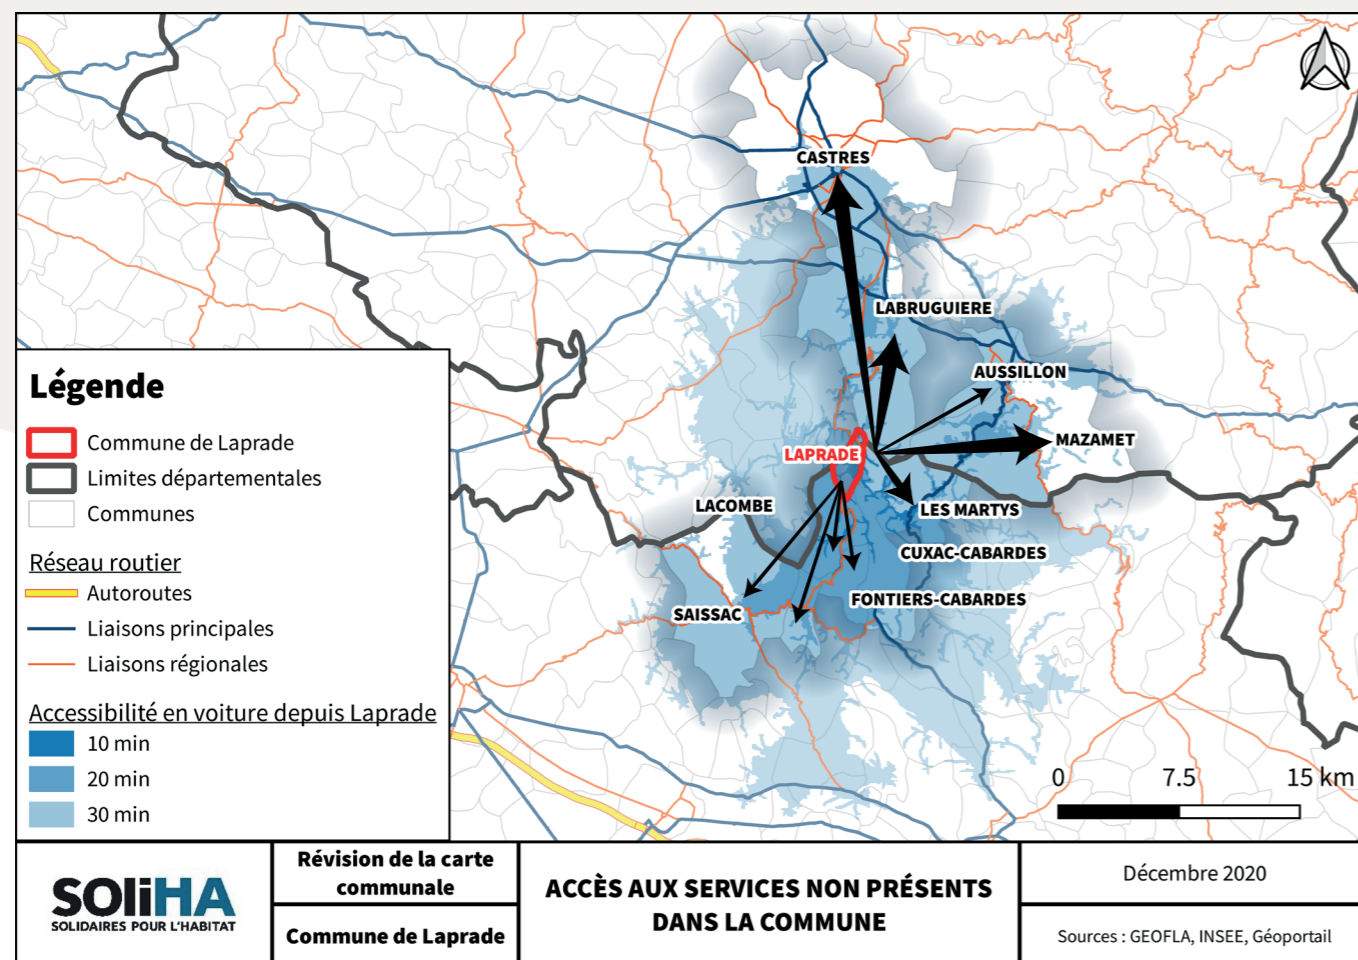 CASTRES
LABRUGUIERE
AUSSILLON
MAZAMET
LAPRADE
LACOMBE
LES MARTYS
CUXAC-CABARDES
FONTIERS-CABARDES
SAISSAC
Légende
Commune de Laprade
Limites départementales
Communes
Réseau routier
Autoroutes
Liaisons principales
Liaisons régionales
Accessibilité en voiture depuis Laprade
10 min
20 min
30 min
0 7.5 15 km
SOLiHA
SOLIDAIRES POUR L'HABITAT
Révision de la carte
communale
Commune de Laprade
ACCÈS AUX SERVICES NON PRÉSENTS
DANS LA COMMUNE
Décembre 2020
Sources : GEOFLA, INSEE, Géoportail